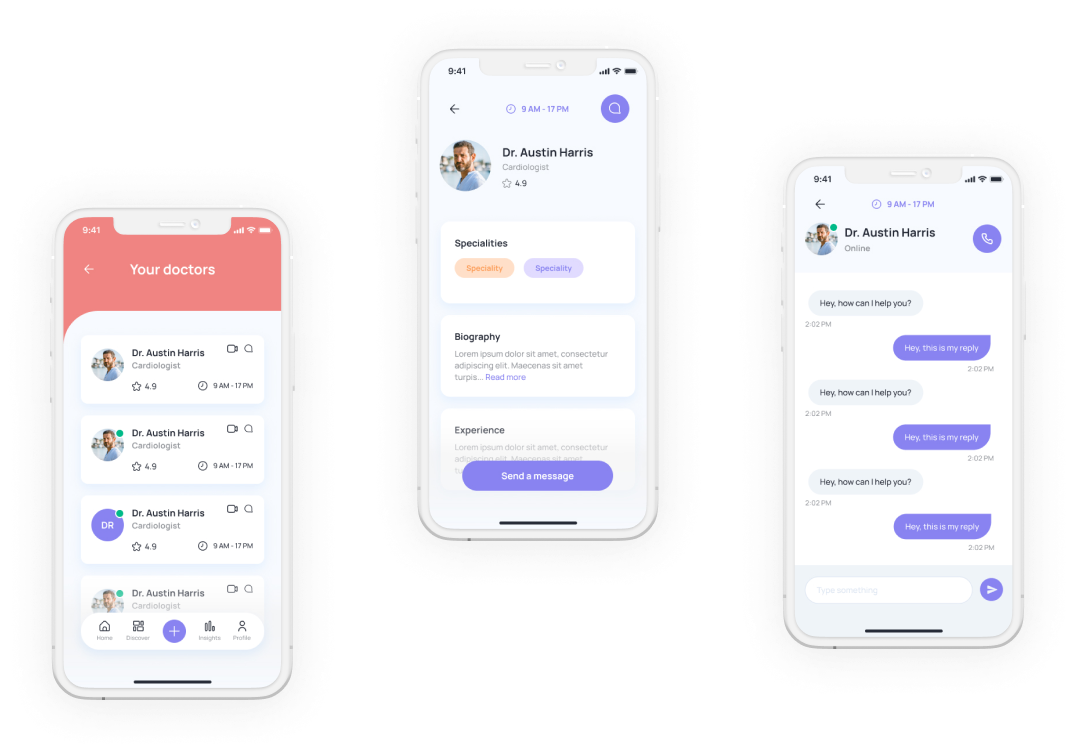 9:41
Your doctors
Dr. Austin Harris
Cardiologist
4.9
9 AM - 17 PM
Dr. Austin Harris
Cardiologist
4.9
9 AM - 17 PM
DR
Dr. Austin Harris
Cardiologist
4.9
9 AM - 17 PM
Dr. Austin Harris
Cardiologist
Home
Discover
Insights
Profile
9:41
9 AM - 17 PM
Dr. Austin Harris
Cardiologist
4.9
Specialities
Speciality
Speciality
Biography
Lorem ipsum dolor sit amet, consectetur
adipiscing elit. Maecenas sit amet
turpis... Read more
Experience
Lorem ipsum dolor sit amet, consectetur
adipiscing elit. Maecenas sit amet
Send a message
9:41
9 AM - 17 PM
Dr. Austin Harris
Online
Hey, how can I help you?
2:02 PM
Hey, this is my reply
2:02 PM
Hey, how can I help you?
2:02 PM
Hey, this is my reply
2:02 PM
Hey, how can I help you?
2:02 PM
Hey, this is my reply
2:02 PM
Type something